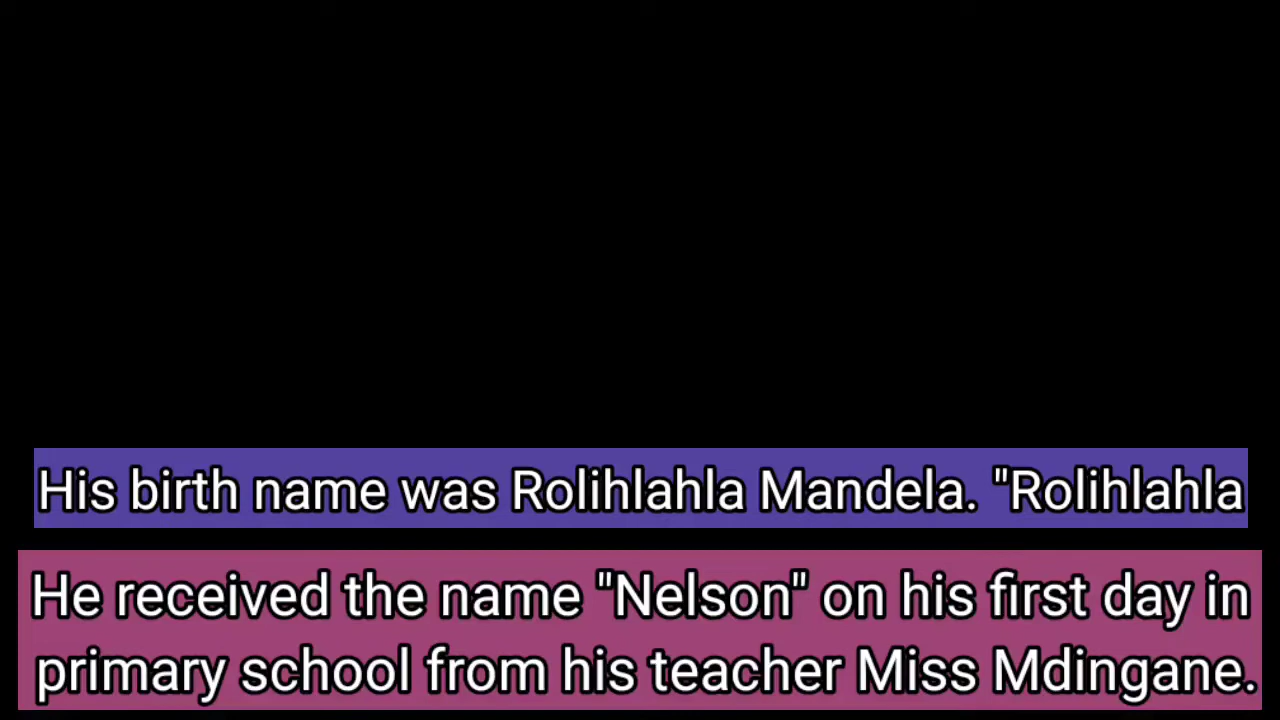 His birth name was Rolihlahla Mandela. "Rolihlahla
He received the name "Nelson" on his first day in
primary school from his teacher Miss Mdingane.